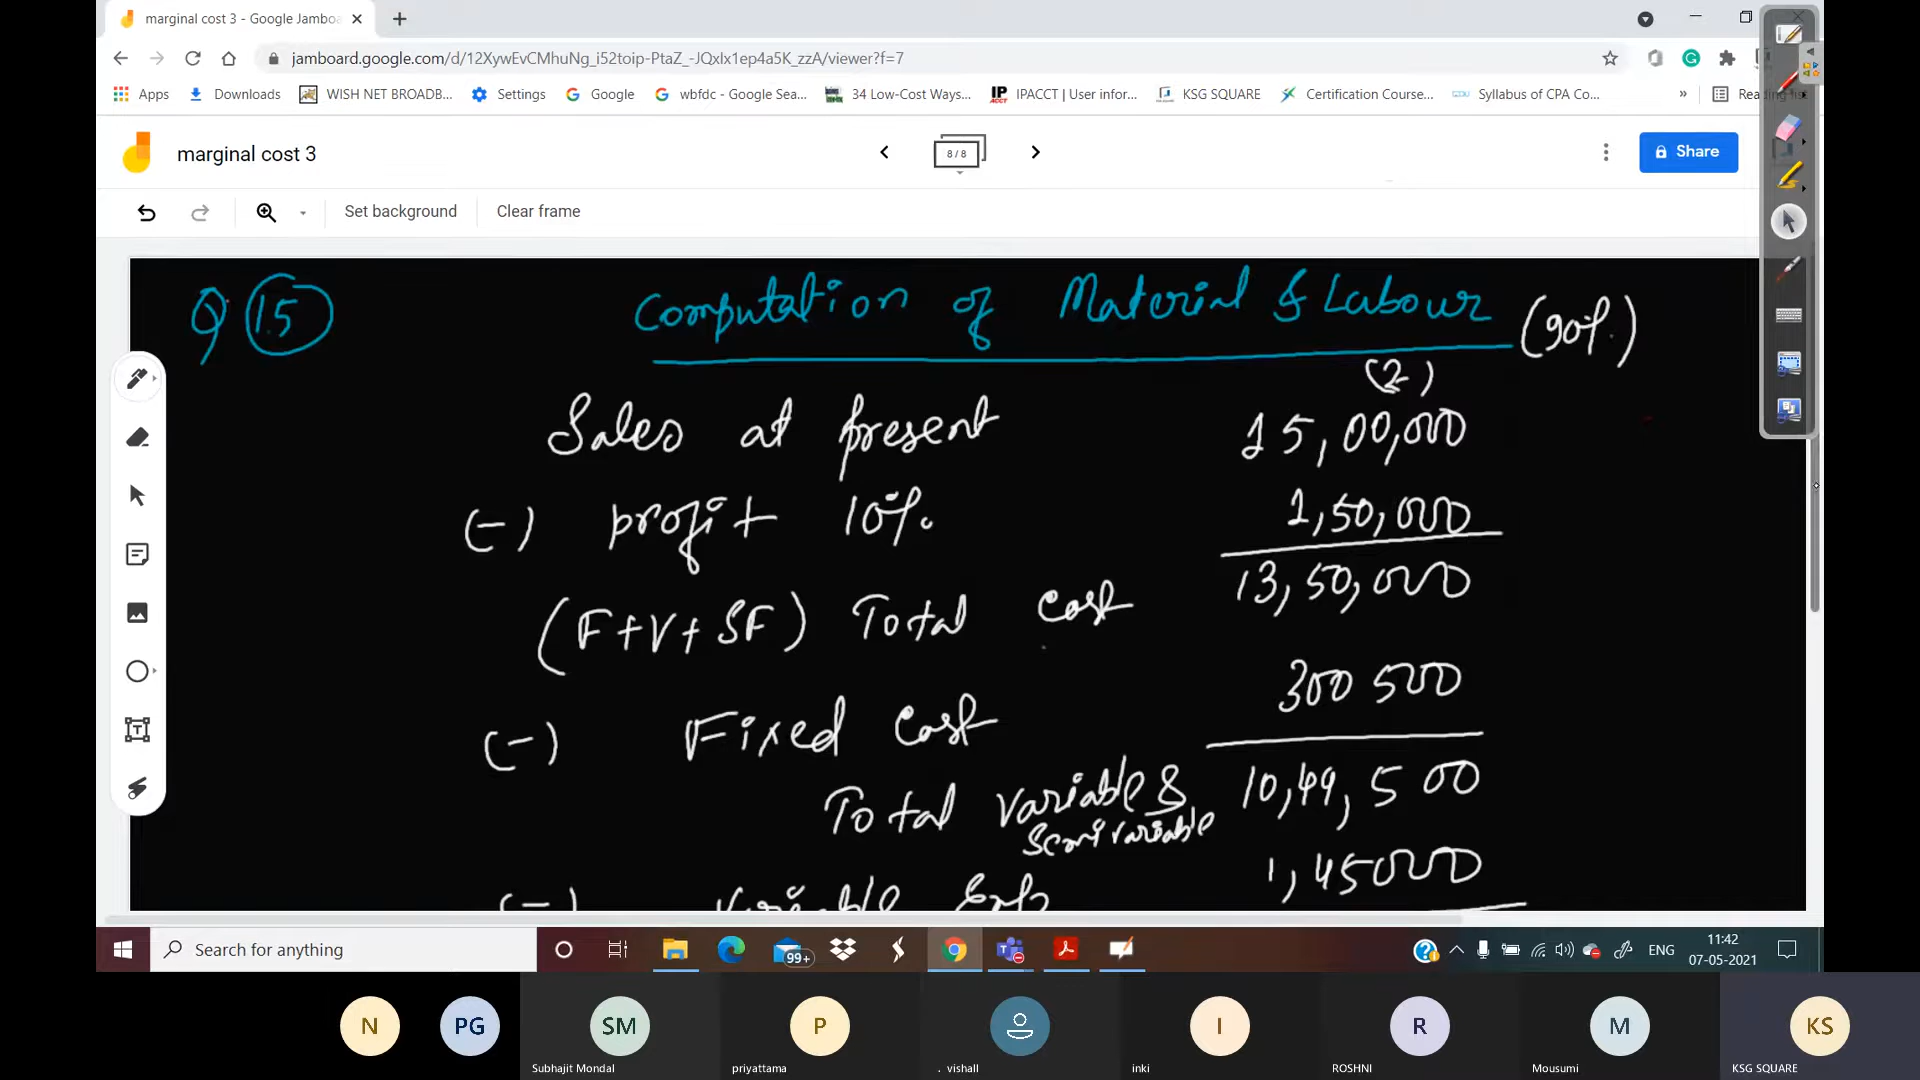 marginal cost 3 - Google Jamboa
jamboard.google.com/d/12XywEvCMhuNg_i52toip-PtaZ_-JQxlx1ep4a5K_zzA/viewer?f=7
Apps Downloads WISH NET BROADB... Settings Google wbfdc - Google Sea... 34 Low-Cost Ways... IPACCT | User infor... KSG SQUARE Certification Course... Syllabus of CPA Co... » Reading list
marginal cost 3
8 / 8
Share
Set background Clear frame
Q 15 Computation of Material & Labour (90%.)
(2)
Sales at present 15,00,000
(-) profit 10%. 1,50,000
(F+V+SF) Total Cost 13,50,000
(-) Fixed Cost 300 500
Total variable & 10,49,500
Semi variable
(-) Variable Exp 1,45000
Search for anything
99+
ENG
11:42
07-05-2021
N PG SM P I R M KS
Subhajit Mondal priyattama . vishall inki ROSHNI Mousumi KSG SQUARE